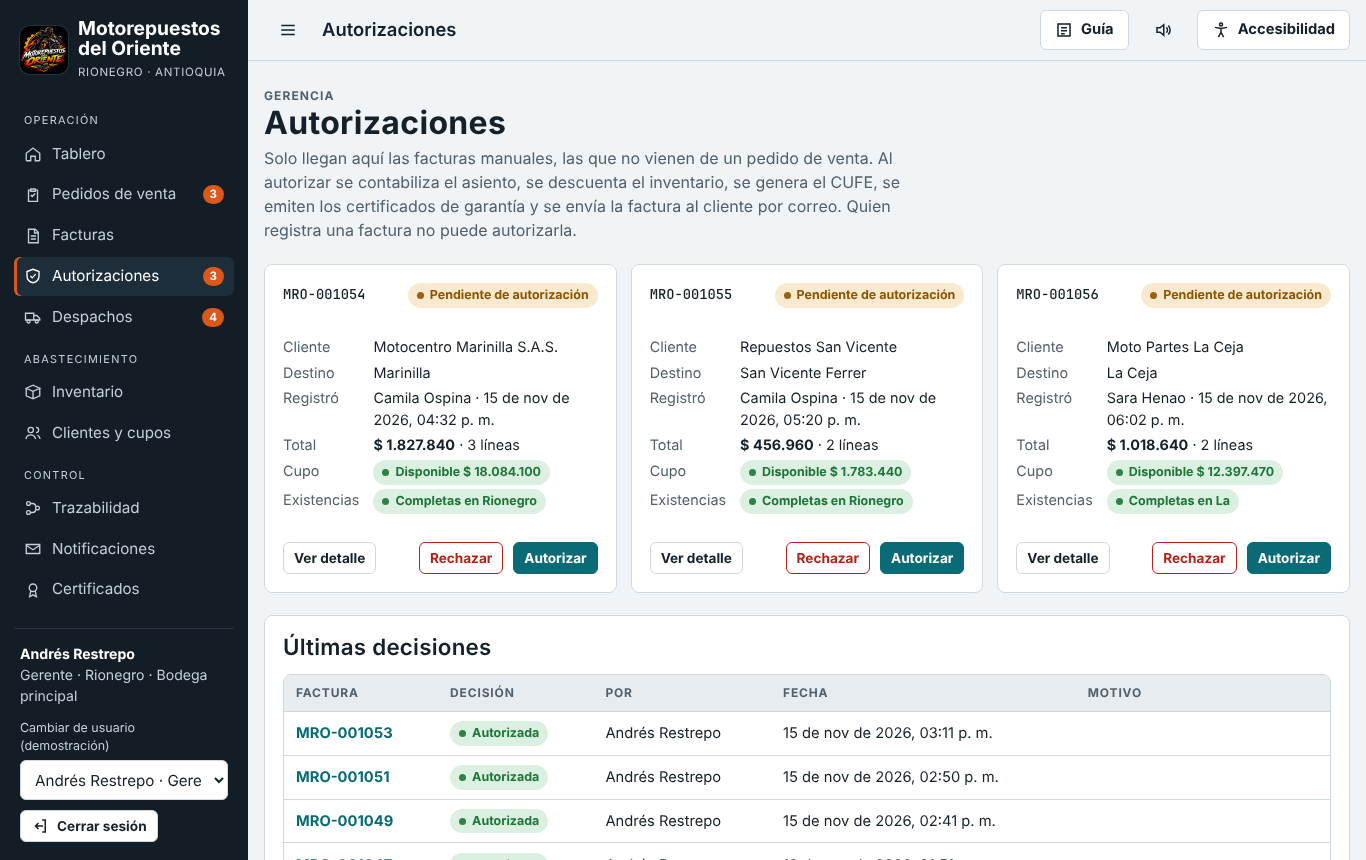 Motorepuestos
del Oriente
RIONEGRO · ANTIOQUIA
OPERACIÓN
Tablero
Pedidos de venta 3
Facturas
Autorizaciones 3
Despachos 4
ABASTECIMIENTO
Inventario
Clientes y cupos
CONTROL
Trazabilidad
Notificaciones
Certificados
Andrés Restrepo
Gerente · Rionegro · Bodega
principal
Cambiar de usuario
(demostración)
Andrés Restrepo · Gere
Cerrar sesión
Autorizaciones
Guía
Accesibilidad
GERENCIA
Autorizaciones
Solo llegan aquí las facturas manuales, las que no vienen de un pedido de venta. Al
autorizar se contabiliza el asiento, se descuenta el inventario, se genera el CUFE, se
emiten los certificados de garantía y se envía la factura al cliente por correo. Quien
registra una factura no puede autorizarla.
MRO-001054 Pendiente de autorización
Cliente Motocentro Marinilla S.A.S.
Destino Marinilla
Registró Camila Ospina · 15 de nov de
2026, 04:32 p. m.
Total $ 1.827.840 · 3 líneas
Cupo Disponible $ 18.084.100
Existencias Completas en Rionegro
Ver detalle Rechazar Autorizar
MRO-001055 Pendiente de autorización
Cliente Repuestos San Vicente
Destino San Vicente Ferrer
Registró Camila Ospina · 15 de nov de
2026, 05:20 p. m.
Total $ 456.960 · 2 líneas
Cupo Disponible $ 1.783.440
Existencias Completas en Rionegro
Ver detalle Rechazar Autorizar
MRO-001056 Pendiente de autorización
Cliente Moto Partes La Ceja
Destino La Ceja
Registró Sara Henao · 15 de nov de 2026,
06:02 p. m.
Total $ 1.018.640 · 2 líneas
Cupo Disponible $ 12.397.470
Existencias Completas en La
Ver detalle Rechazar Autorizar
Últimas decisiones
FACTURA DECISIÓN POR FECHA MOTIVO
MRO-001053 Autorizada Andrés Restrepo 15 de nov de 2026, 03:11 p. m.
MRO-001051 Autorizada Andrés Restrepo 15 de nov de 2026, 02:50 p. m.
MRO-001049 Autorizada Andrés Restrepo 15 de nov de 2026, 02:41 p. m.